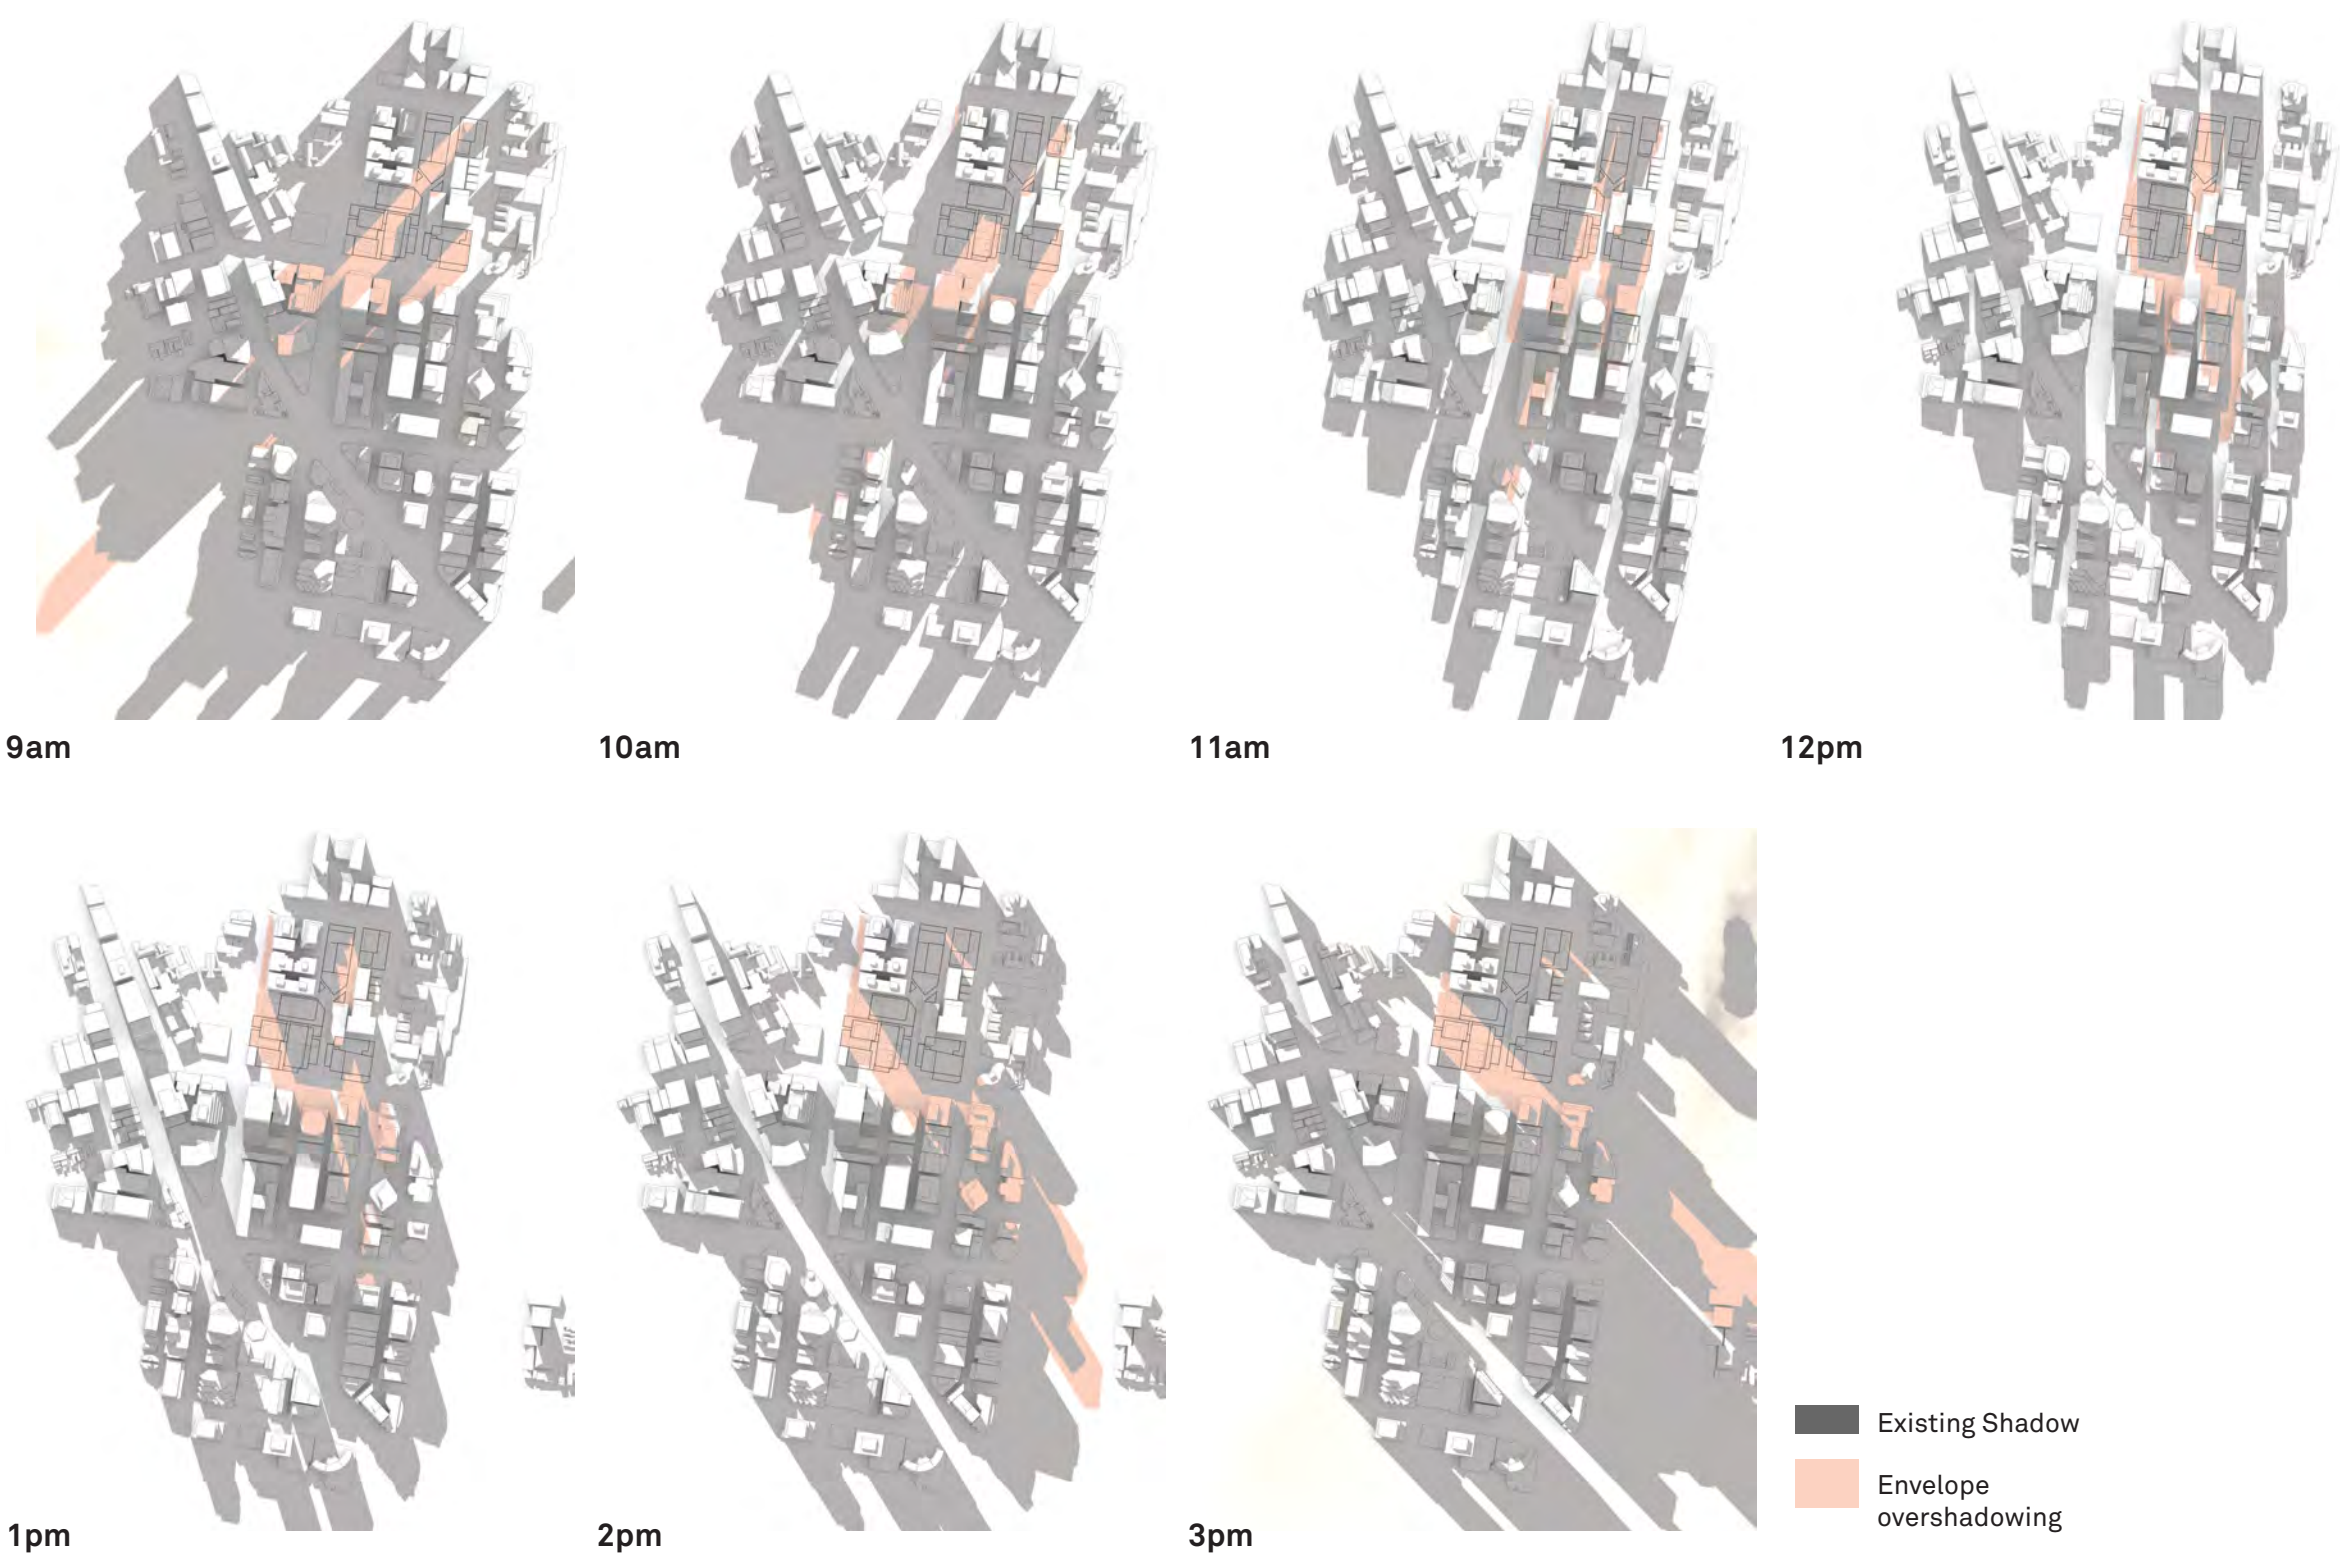 9am
10am
11am
12pm
1pm
2pm
3pm
Existing Shadow
Envelope
overshadowing